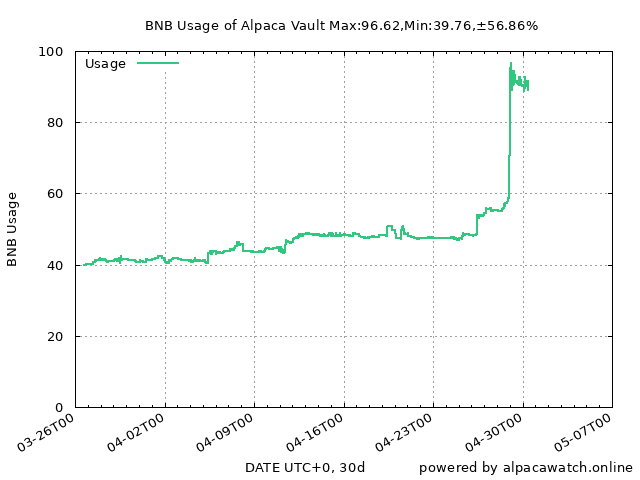 BNB Usage of Alpaca Vault Max:96.62,Min:39.76,±56.86%
Usage
BNB Usage
100
80
60
40
20
0
03-26T00
04-02T00
04-09T00
04-16T00
04-23T00
04-30T00
05-07T00
DATE UTC+0, 30d
powered by alpacawatch.online